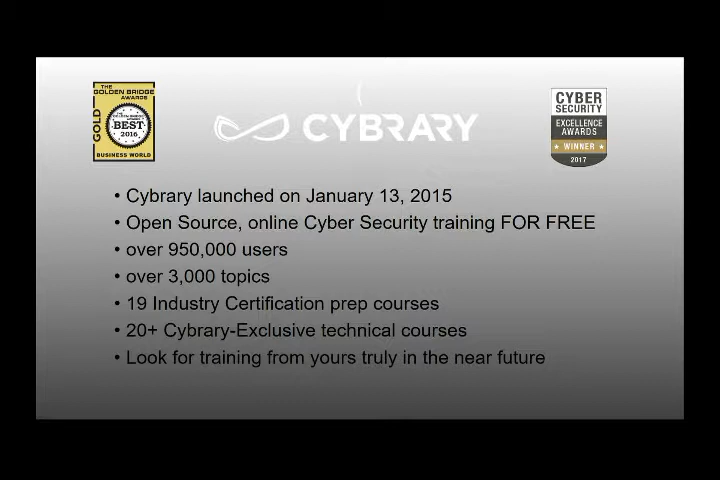 THE
GOLDEN BRIDGE
AWARDS
GOLD
BEST
2016
BUSINESS WORLD
CYBRARY
CYBER
SECURITY
EXCELLENCE
AWARDS
★ WINNER ★
2017
• Cybrary launched on January 13, 2015
• Open Source, online Cyber Security training FOR FREE
• over 950,000 users
• over 3,000 topics
• 19 Industry Certification prep courses
• 20+ Cybrary-Exclusive technical courses
• Look for training from yours truly in the near future